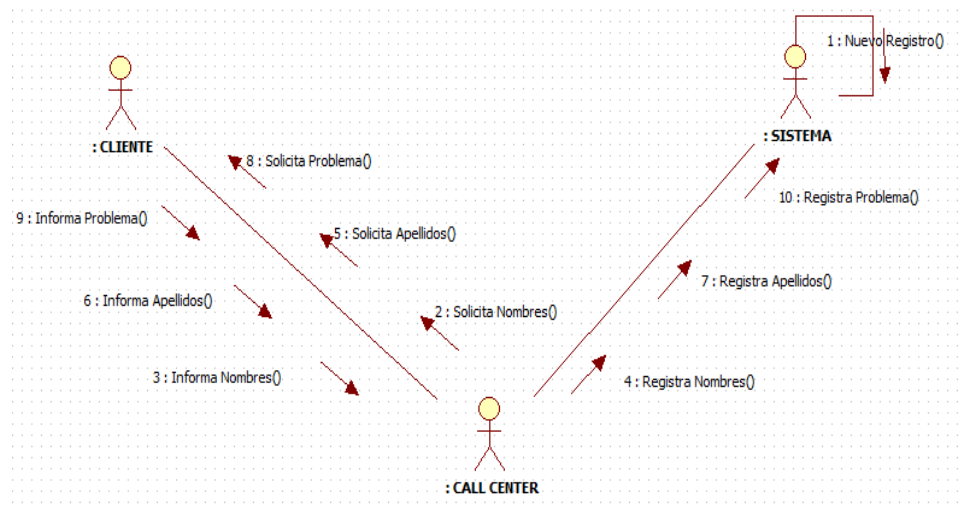 1 : Nuevo Registro()
: CLIENTE
: SISTEMA
8 : Solicita Problema()
10 : Registra Problema()
9 : Informa Problema()
5 : Solicita Apellidos()
7 : Registra Apellidos()
6 : Informa Apellidos()
2 : Solicita Nombres()
3 : Informa Nombres()
4 : Registra Nombres()
: CALL CENTER